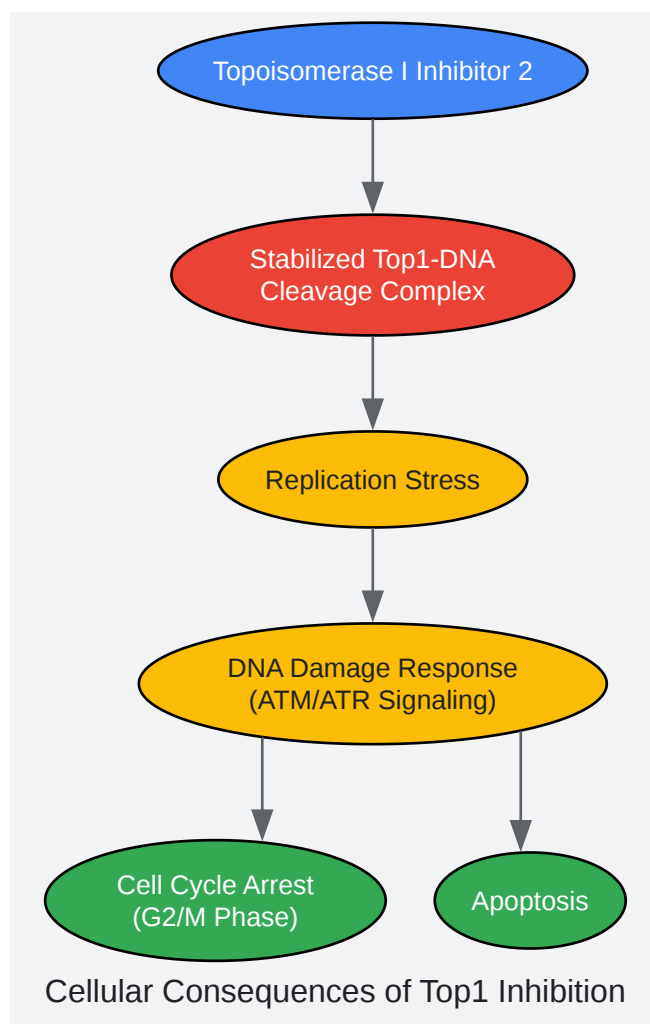 Topoisomerase I Inhibitor 2
Stabilized Top1-DNA
Cleavage Complex
Replication Stress
DNA Damage Response
(ATM/ATR Signaling)
Cell Cycle Arrest
(G2/M Phase)
Apoptosis
Cellular Consequences of Top1 Inhibition